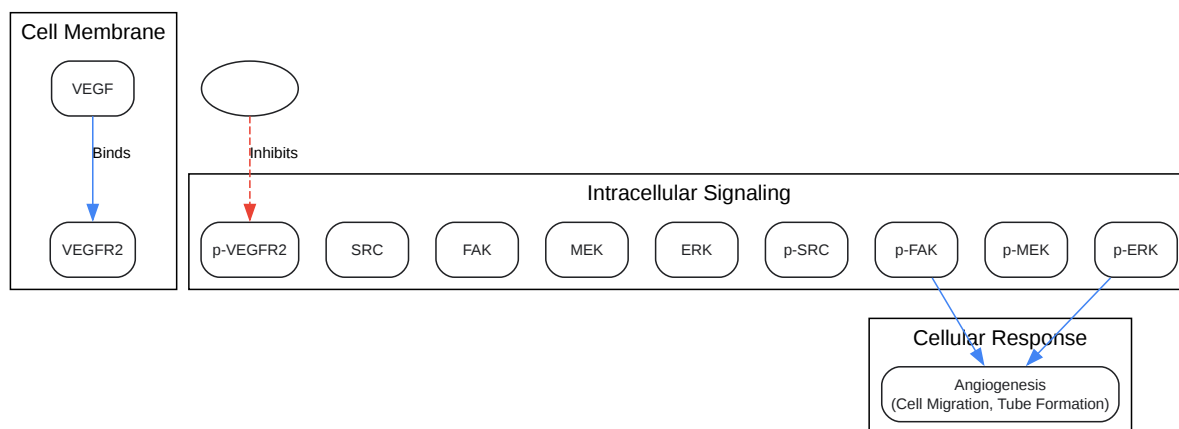 Cell Membrane
VEGF
Binds
Inhibits
Intracellular Signaling
VEGFR2
p-VEGFR2
SRC
FAK
MEK
ERK
p-SRC
p-FAK
p-MEK
p-ERK
Cellular Response
Angiogenesis
(Cell Migration, Tube Formation)